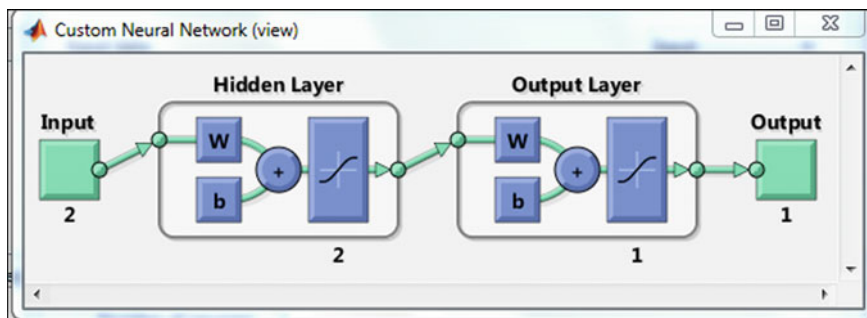 Custom Neural Network (view)
Hidden Layer
Output Layer
Input
Output
W
+
b
W
+
b
2
2
1
1